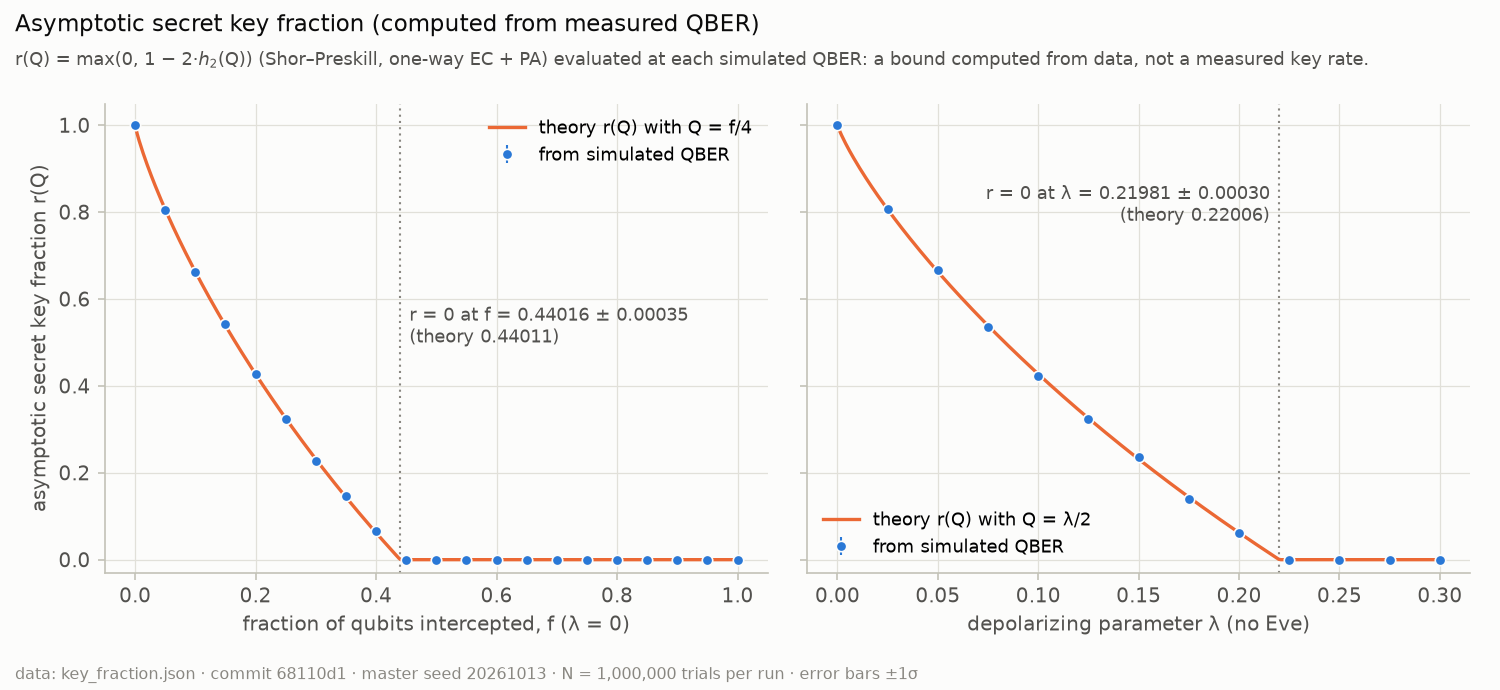 Asymptotic secret key fraction (computed from measured QBER)
r(Q) = max(0, 1 − 2·h₂(Q)) (Shor–Preskill, one-way EC + PA) evaluated at each simulated QBER: a bound computed from data, not a measured key rate.
asymptotic secret key fraction r(Q)
1.0
0.8
0.6
0.4
0.2
0.0
theory r(Q) with Q = f/4
from simulated QBER
r = 0 at f = 0.44016 ± 0.00035
(theory 0.44011)
0.0 0.2 0.4 0.6 0.8 1.0
fraction of qubits intercepted, f (λ = 0)
r = 0 at λ = 0.21981 ± 0.00030
(theory 0.22006)
theory r(Q) with Q = λ/2
from simulated QBER
0.00 0.05 0.10 0.15 0.20 0.25 0.30
depolarizing parameter λ (no Eve)
data: key_fraction.json · commit 68110d1 · master seed 20261013 · N = 1,000,000 trials per run · error bars ±1σ